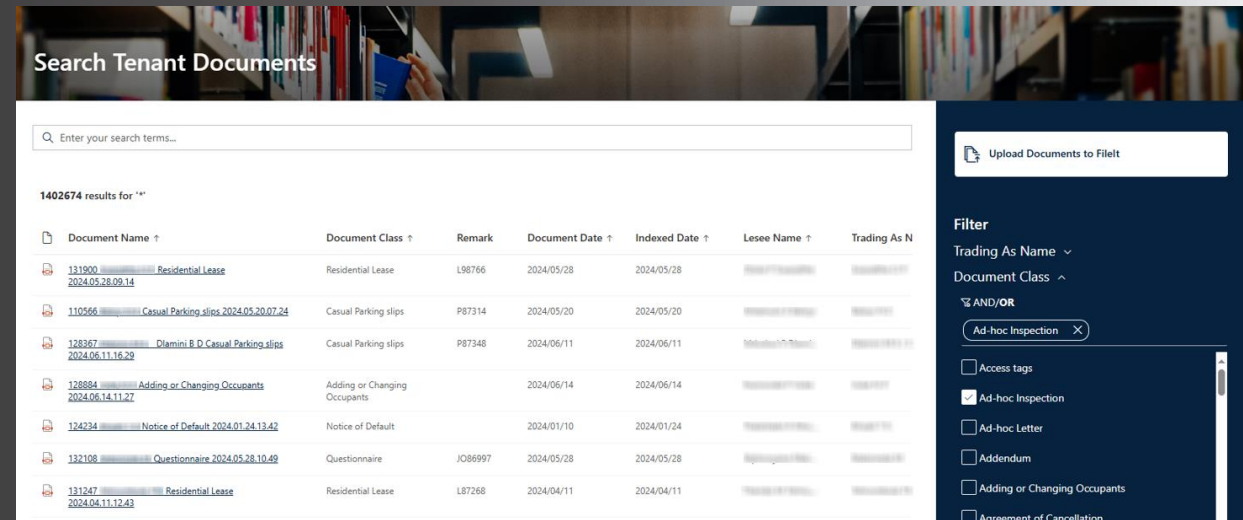 Search Tenant Documents
Enter your search terms...
1402674 results for '*'
Document Name ↑ Document Class ↑ Remark Document Date ↑ Indexed Date ↑ Lesee Name ↑ Trading As N
131900 Residential Lease Residential Lease L98766 2024/05/28 2024/05/28
2024.05.28.09.14
110566 Casual Parking slips 2024.05.20.07.24 Casual Parking slips P87314 2024/05/20 2024/05/20
128367 Dlamini B D Casual Parking slips Casual Parking slips P87348 2024/06/11 2024/06/11
2024.06.11.16.29
128884 Adding or Changing Occupants Adding or Changing 2024/06/14 2024/06/14
2024.06.14.11.27 Occupants
124234 Notice of Default 2024.01.24.13.42 Notice of Default 2024/01/10 2024/01/24
132108 Questionnaire 2024.05.28.10.49 Questionnaire JO86997 2024/05/28 2024/05/28
131247 Residential Lease Residential Lease L87268 2024/04/11 2024/04/11
2024.04.11.12.43
Upload Documents to FileIt
Filter
Trading As Name
Document Class
AND/OR
Ad-hoc Inspection
Access tags
Ad-hoc Inspection
Ad-hoc Letter
Addendum
Adding or Changing Occupants
Agreement of Cancellation